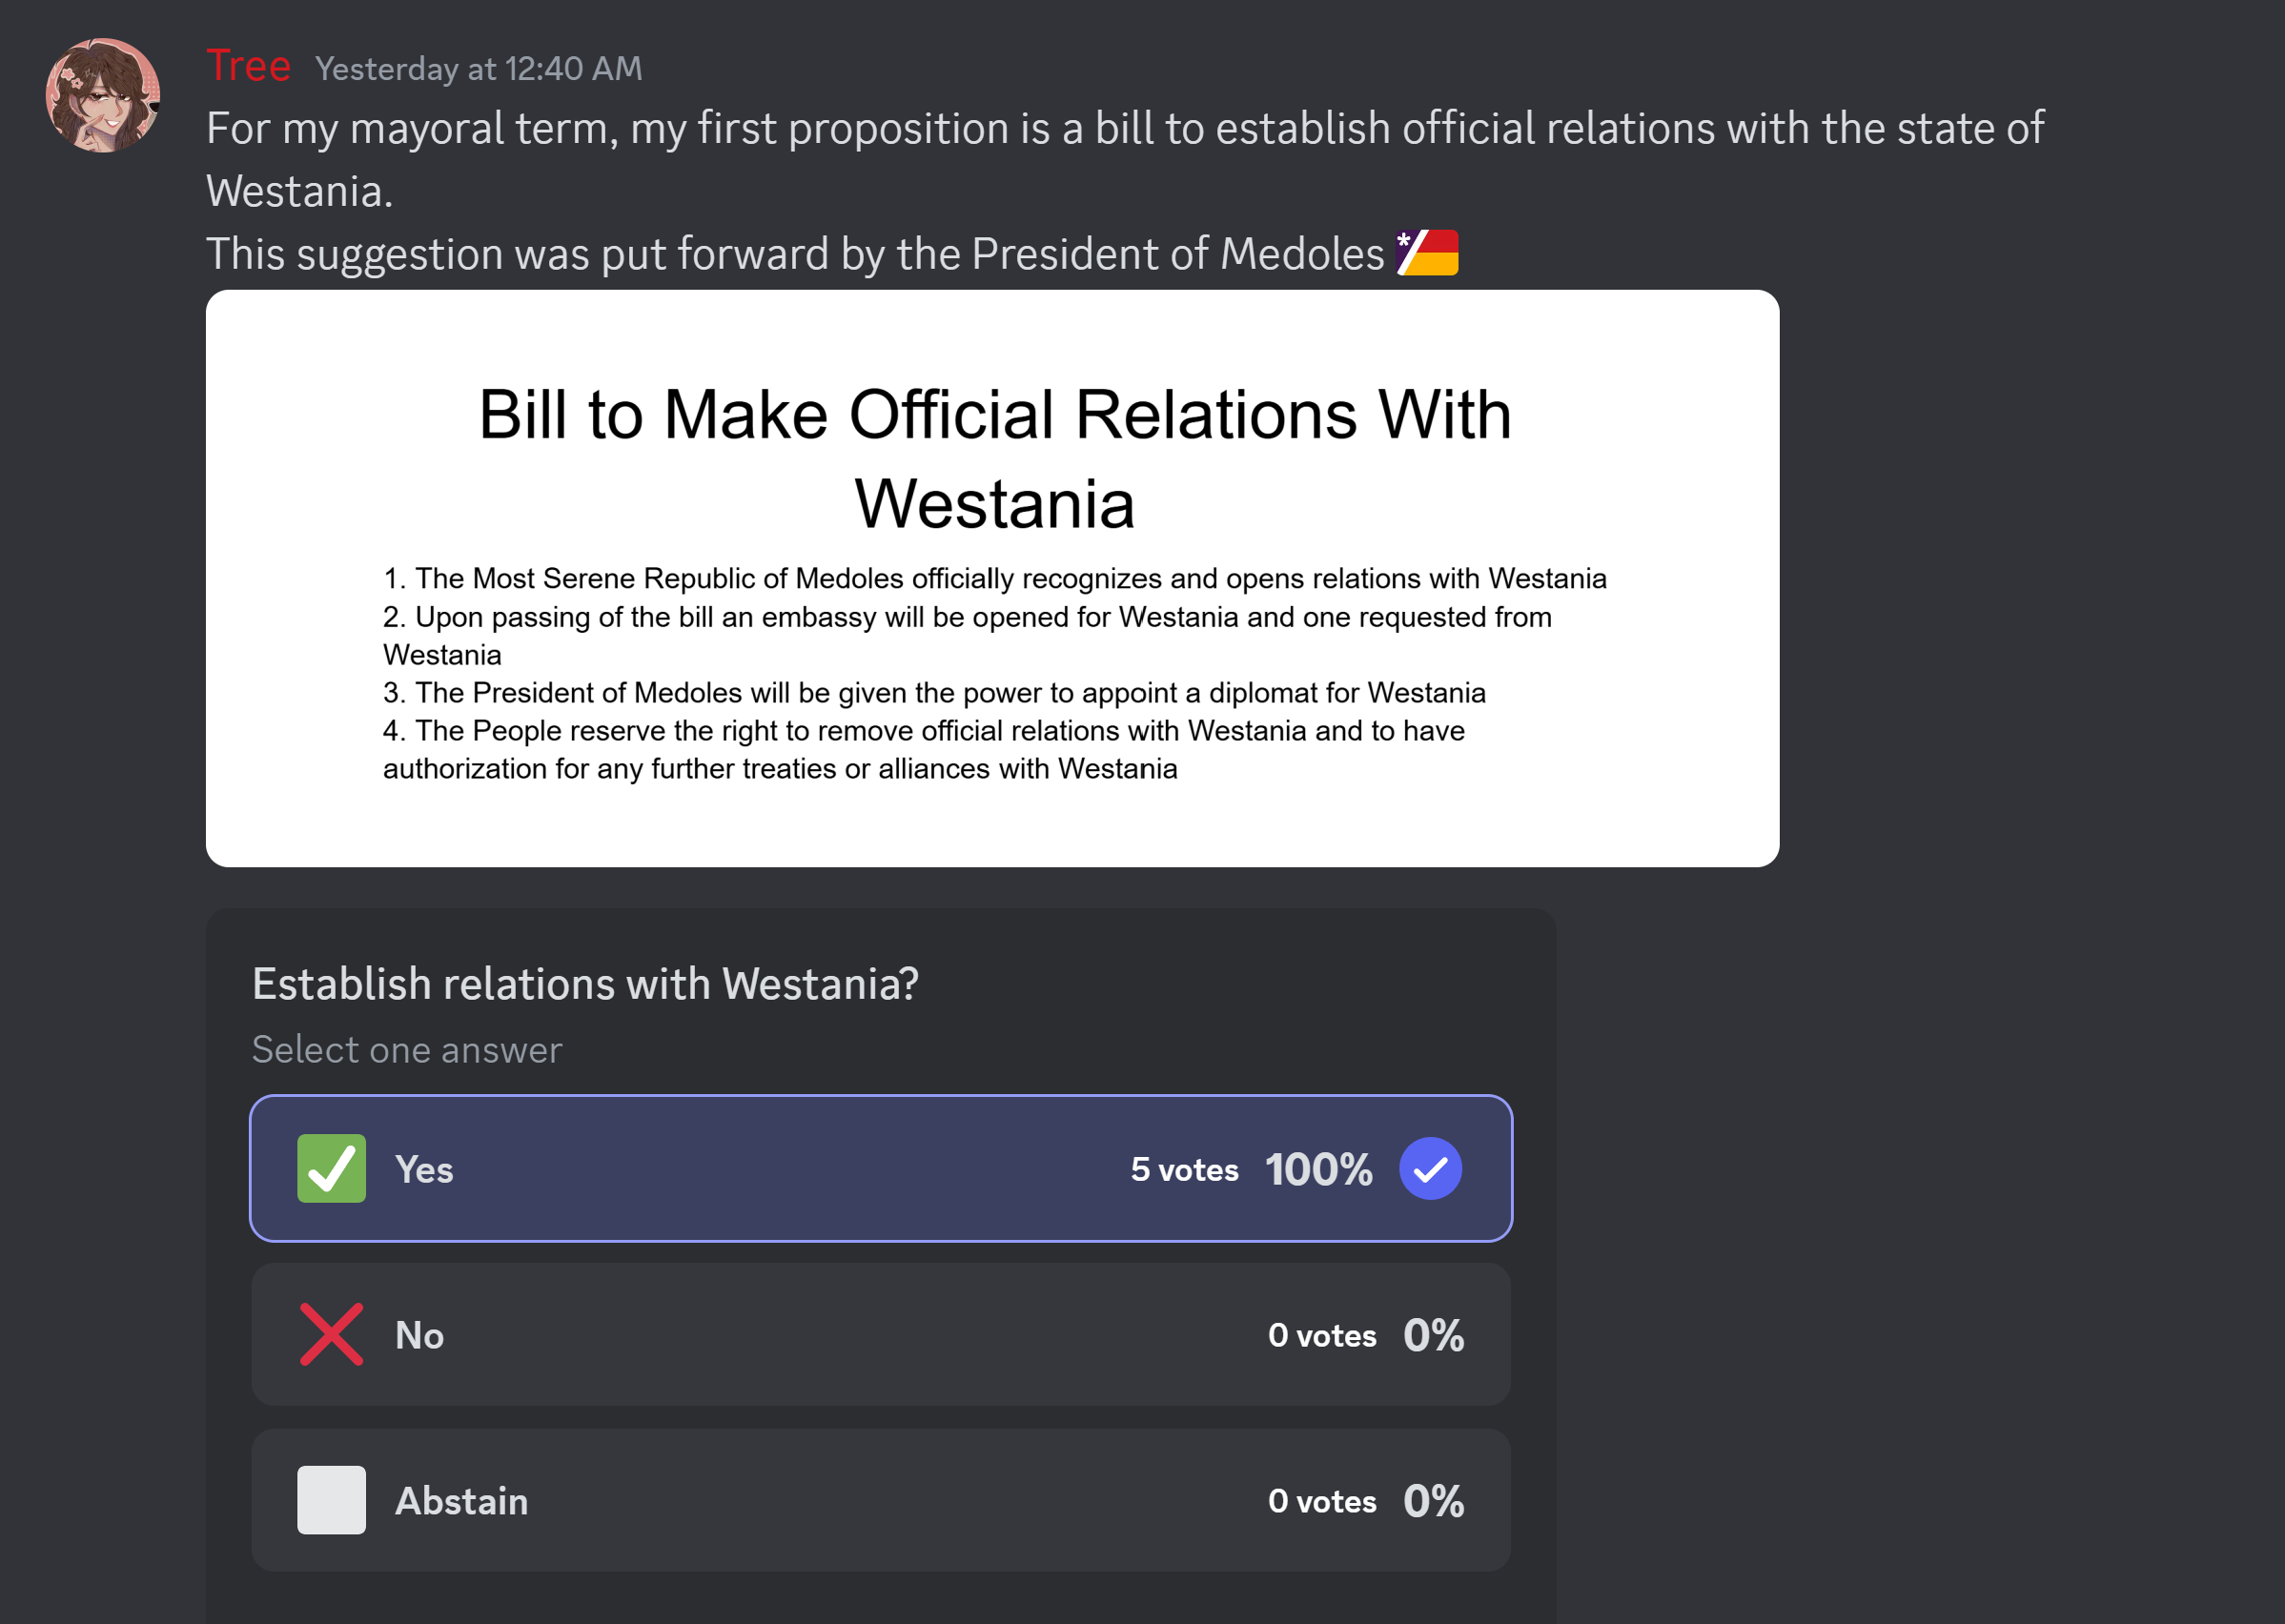 Tree Yesterday at 12:40 AM
For my mayoral term, my first proposition is a bill to establish official relations with the state of
Westania.
This suggestion was put forward by the President of Medoles
Bill to Make Official Relations With
Westania
1. The Most Serene Republic of Medoles officially recognizes and opens relations with Westania
2. Upon passing of the bill an embassy will be opened for Westania and one requested from
Westania
3. The President of Medoles will be given the power to appoint a diplomat for Westania
4. The People reserve the right to remove official relations with Westania and to have
authorization for any further treaties or alliances with Westania
Establish relations with Westania?
Select one answer
Yes 5 votes 100%
No 0 votes 0%
Abstain 0 votes 0%